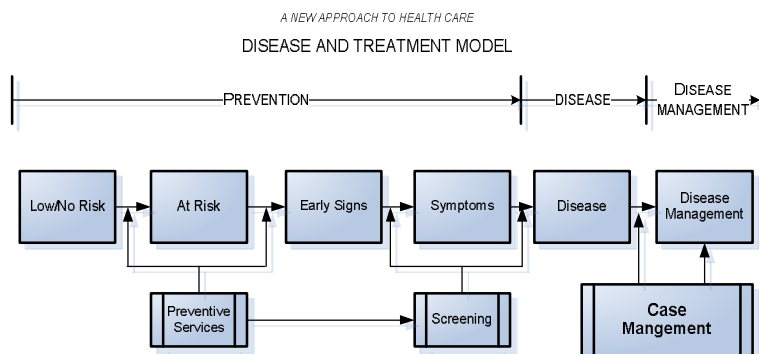 A NEW APPROACH TO HEALTH CARE
DISEASE AND TREATMENT MODEL
PREVENTION
DISEASE
DISEASE
MANAGEMENT
Low/No Risk
At Risk
Early Signs
Symptoms
Disease
Disease
Management
Preventive
Services
Screening
Case
Mangement